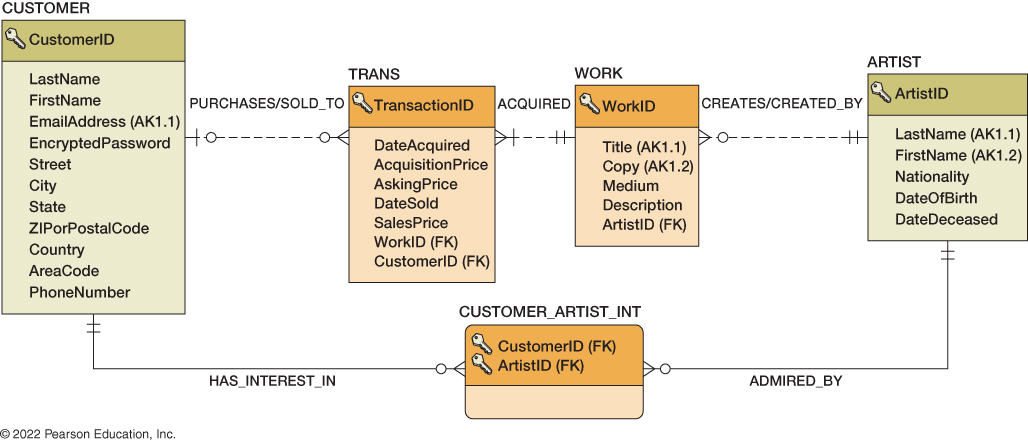 CUSTOMER
CustomerID
LastName
FirstName
EmailAddress (AK1.1)
EncryptedPassword
Street
City
State
ZIPorPostalCode
Country
AreaCode
PhoneNumber
PURCHASES/SOLD_TO
TRANS
TransactionID
DateAcquired
AcquisitionPrice
AskingPrice
DateSold
SalesPrice
WorkID (FK)
CustomerID (FK)
ACQUIRED
WORK
WorkID
Title (AK1.1)
Copy (AK1.2)
Medium
Description
ArtistID (FK)
CREATES/CREATED_BY
ARTIST
ArtistID
LastName (AK1.1)
FirstName (AK1.2)
Nationality
DateOfBirth
DateDeceased
CUSTOMER_ARTIST_INT
CustomerID (FK)
ArtistID (FK)
HAS_INTEREST_IN
ADMIRED_BY
© 2022 Pearson Education, Inc.